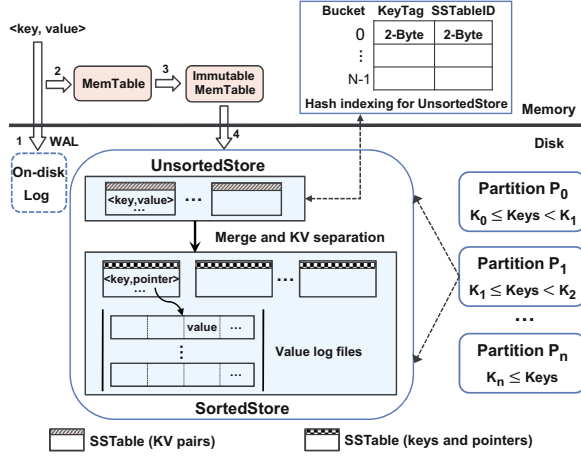 Bucket KeyTag SSTableID
0 2-Byte 2-Byte
⋮
N-1
Hash indexing for UnsortedStore
<key, value>
2
MemTable
3
Immutable
MemTable
Memory
1 WAL
4
Disk
On-disk
Log
UnsortedStore
<key,value>
...
...
Merge and KV separation
<key,pointer>
...
...
value ...
⋮
...
Value log files
SortedStore
Partition P0
K0 ≤ Keys < K1
Partition P1
K1 ≤ Keys < K2
...
Partition Pn
Kn ≤ Keys
SSTable (KV pairs)
SSTable (keys and pointers)